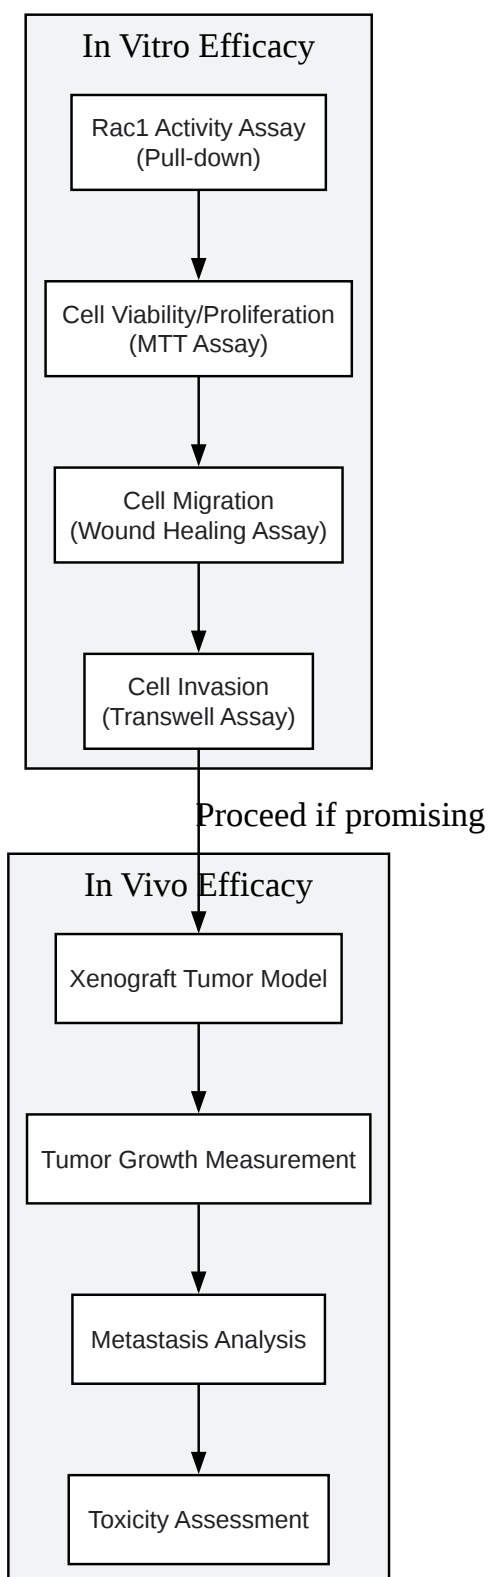 In Vitro Efficacy
Rac1 Activity Assay
(Pull-down)
Cell Viability/Proliferation
(MTT Assay)
Cell Migration
(Wound Healing Assay)
Cell Invasion
(Transwell Assay)
Proceed if promising
In Vivo Efficacy
Xenograft Tumor Model
Tumor Growth Measurement
Metastasis Analysis
Toxicity Assessment